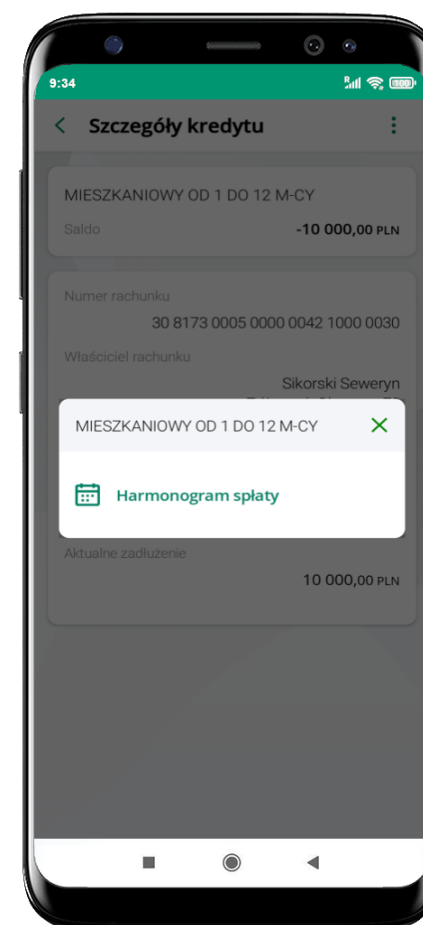 9:34
R
100
Szczegóły kredytu
MIESZKANIOWY OD 1 DO 12 M-CY
Saldo -10 000,00 PLN
Numer rachunku
30 8173 0005 0000 0042 1000 0030
Właściciel rachunku
Sikorski Seweryn
MIESZKANIOWY OD 1 DO 12 M-CY
Harmonogram spłaty
Aktualne zadłużenie
10 000,00 PLN